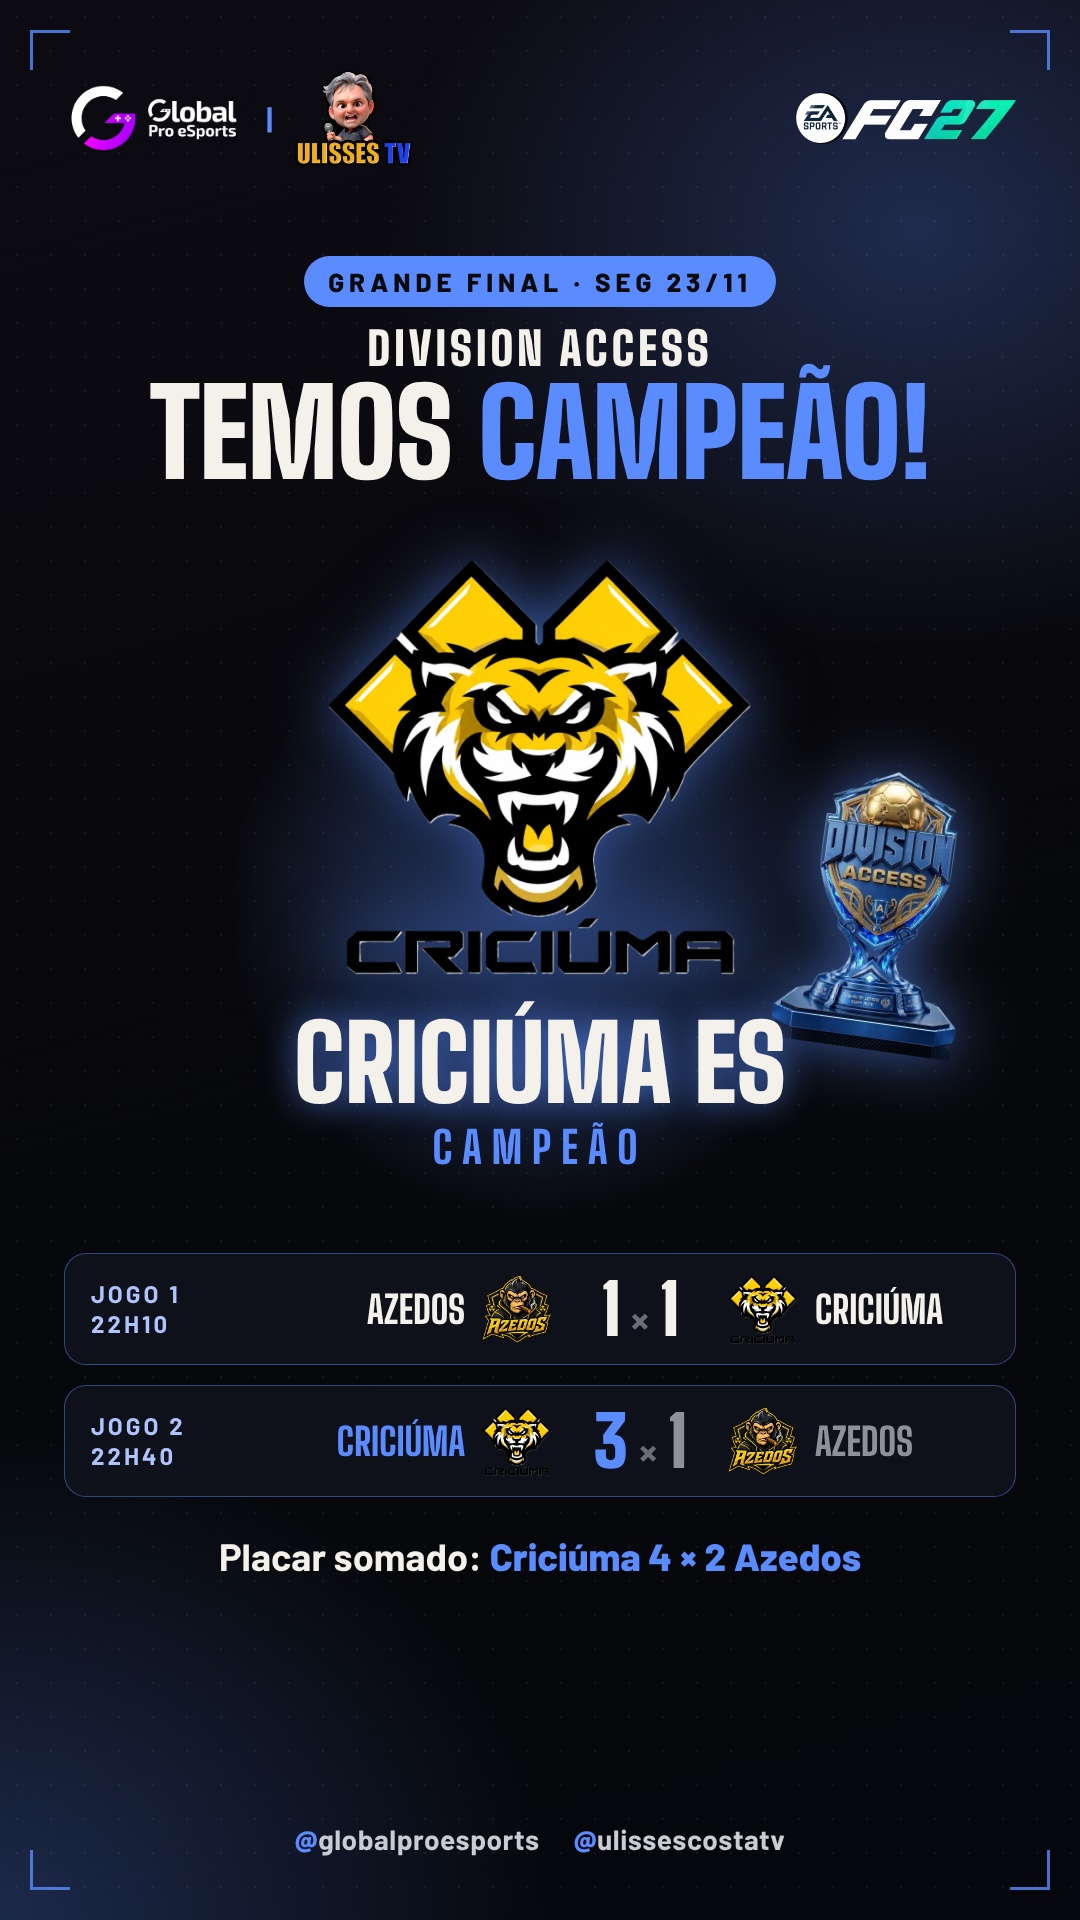 Global
Pro eSports
ULISSES TV
EA
SPORTS
FC27
GRANDE FINAL · SEG 23/11
DIVISION ACCESS
TEMOS CAMPEÃO!
CRICIÚMA
DIVISION
ACCESS
A
CRICIÚMA ES
CAMPEÃO
JOGO 1
22H10
AZEDOS
AZEDOS
1 × 1
CRICIÚMA
CRICIÚMA
JOGO 2
22H40
CRICIÚMA
CRICIÚMA
3 × 1
AZEDOS
AZEDOS
Placar somado: Criciúma 4 × 2 Azedos
@globalproesports @ulissescostatv